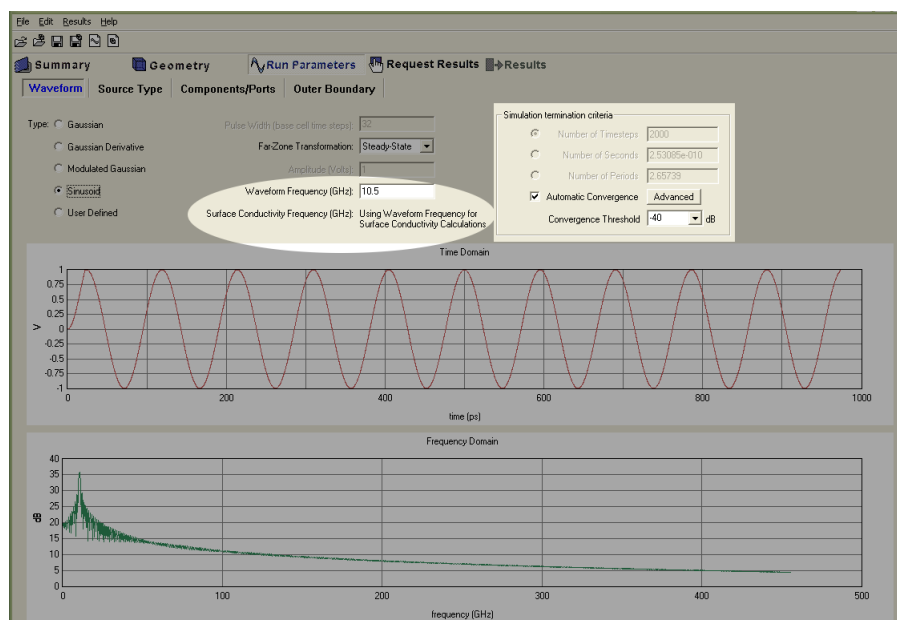 File Edit Results Help
Summary Geometry Run Parameters Request Results Results
Waveform Source Type Components/Ports Outer Boundary
Type: Gaussian
Gaussian Derivative
Modulated Gaussian
Sinusoid
User Defined
Pulse Width (base cell time steps): 32
Far-Zone Transformation: Steady-State
Amplitude (Volts): 1
Waveform Frequency (GHz): 10.5
Surface Conductivity Frequency (GHz): Using Waveform Frequency for
Surface Conductivity Calculations
Simulation termination criteria
Number of Timesteps 2000
Number of Seconds 2.53085e-010
Number of Periods 2.65739
Automatic Convergence Advanced
Convergence Threshold -40 dB
Time Domain
1
0.75
0.5
0.25
0
-0.25
-0.5
-0.75
-1
V
0 200 400 600 800 1000
time (ps)
Frequency Domain
40
35
30
25
20
15
10
5
0
dB
0 100 200 300 400 500
frequency (GHz)